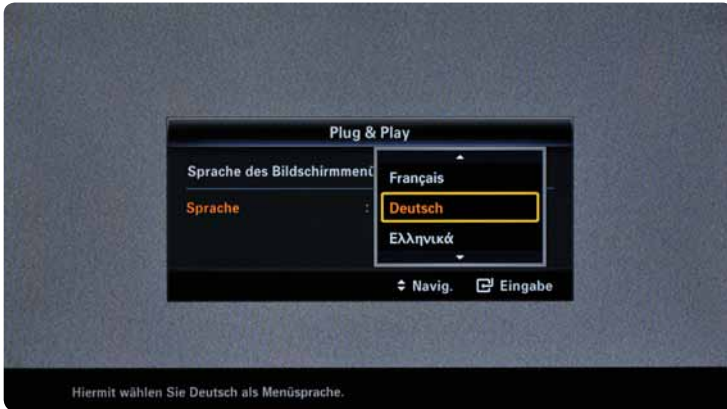 Plug & Play
Sprache des Bildschirmmenü
Français
Sprache : Deutsch
Ελληνικά
Navig. Eingabe
Hiermit wählen Sie Deutsch als Menüsprache.